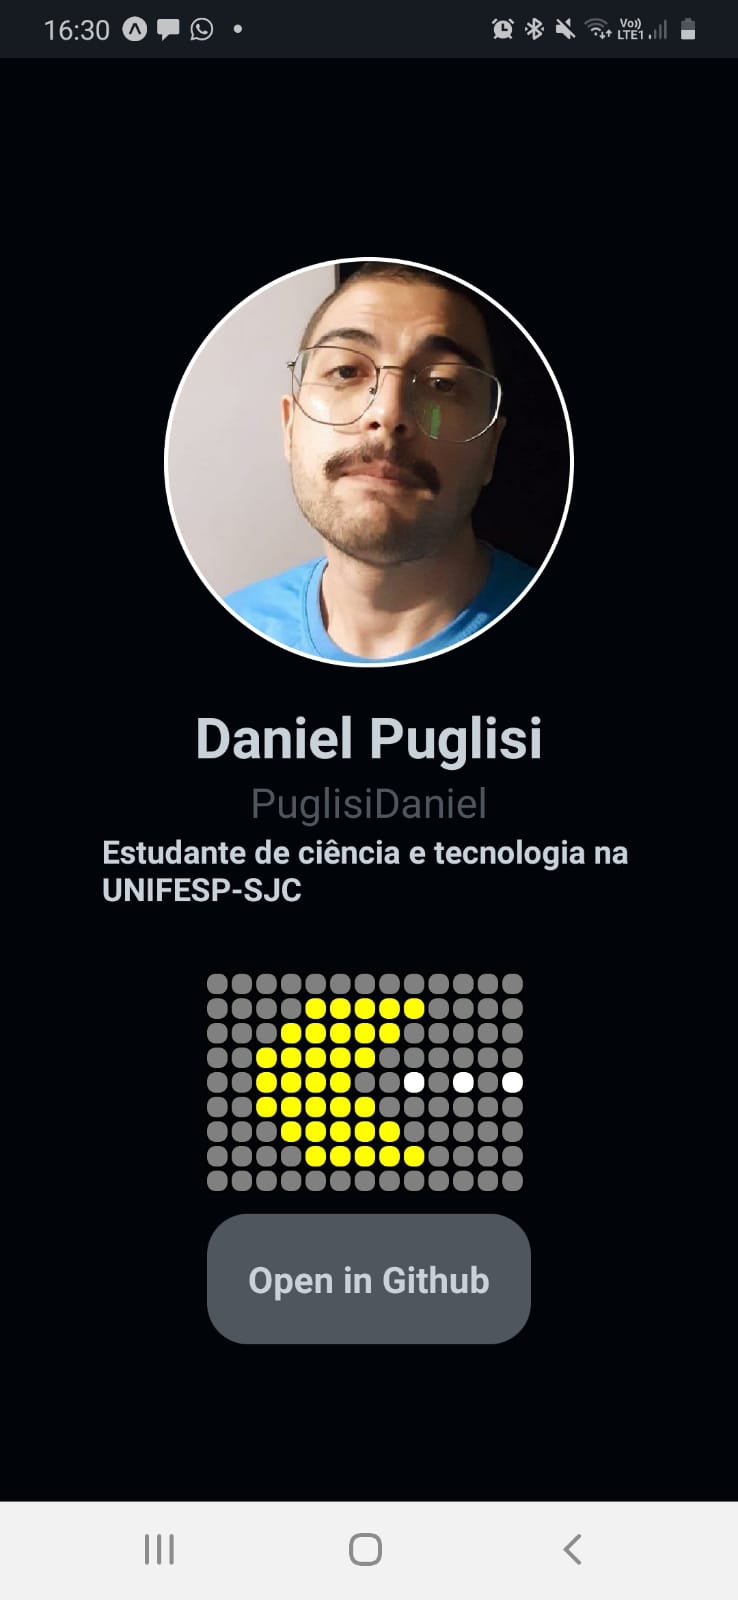 16:30
Vo))
LTE1
Daniel Puglisi
PuglisiDaniel
Estudante de ciência e tecnologia na
UNIFESP-SJC
Open in Github